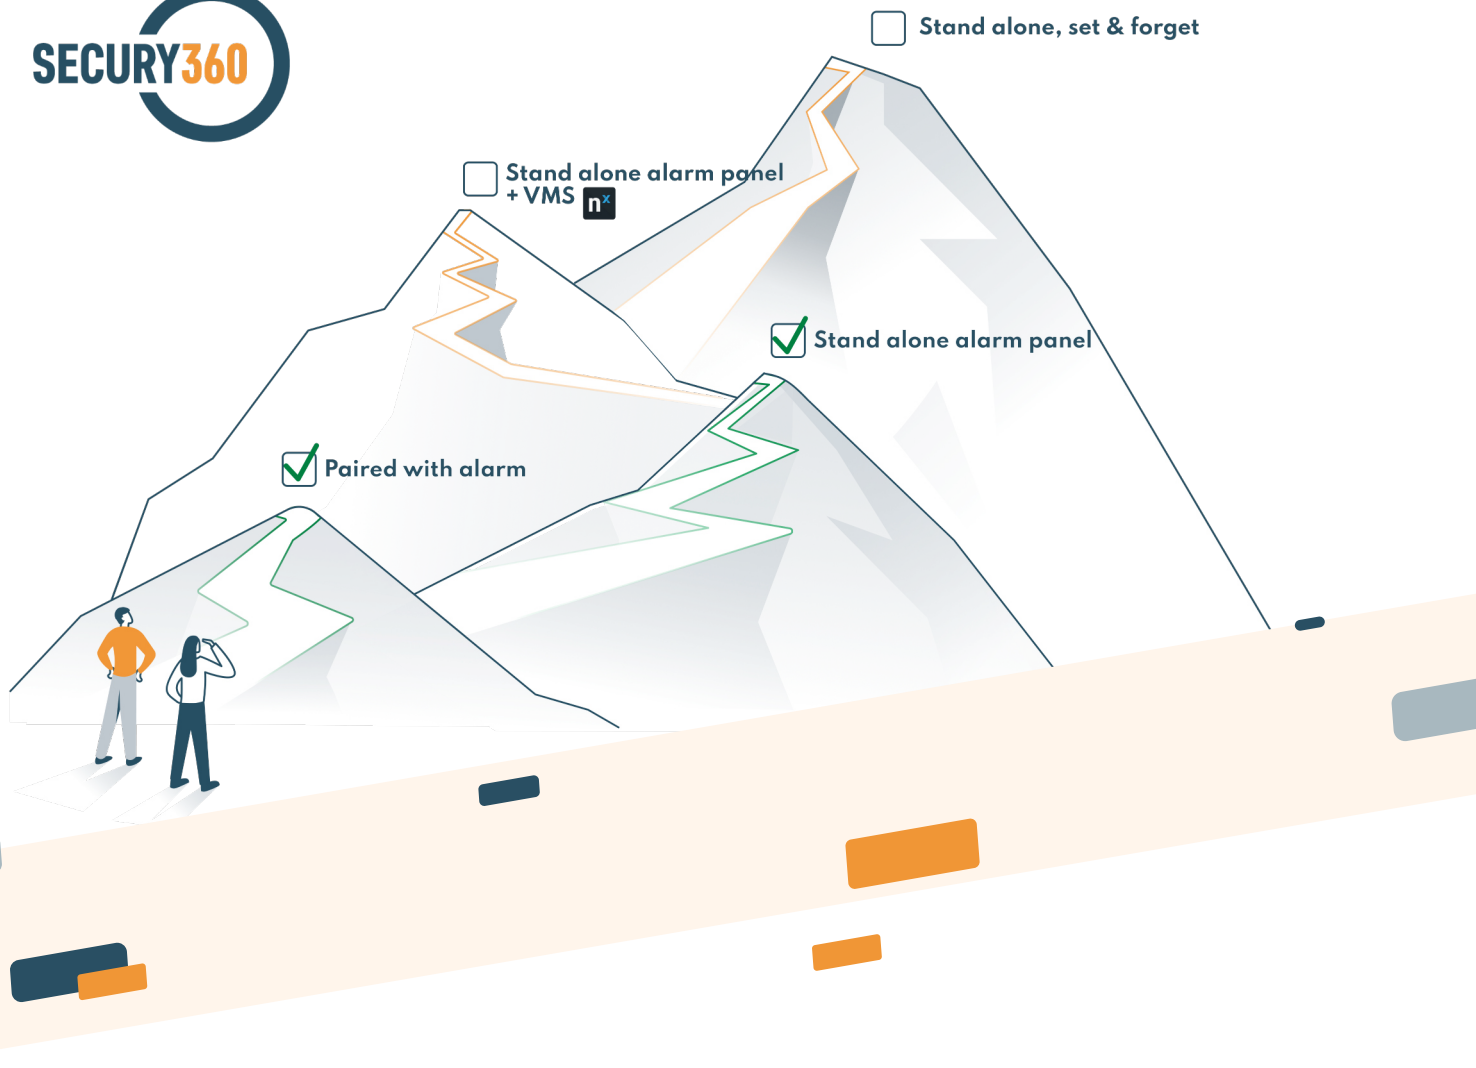 SECURY360
Stand alone, set & forget
Stand alone alarm panel
+ VMS nx
Stand alone alarm panel
Paired with alarm